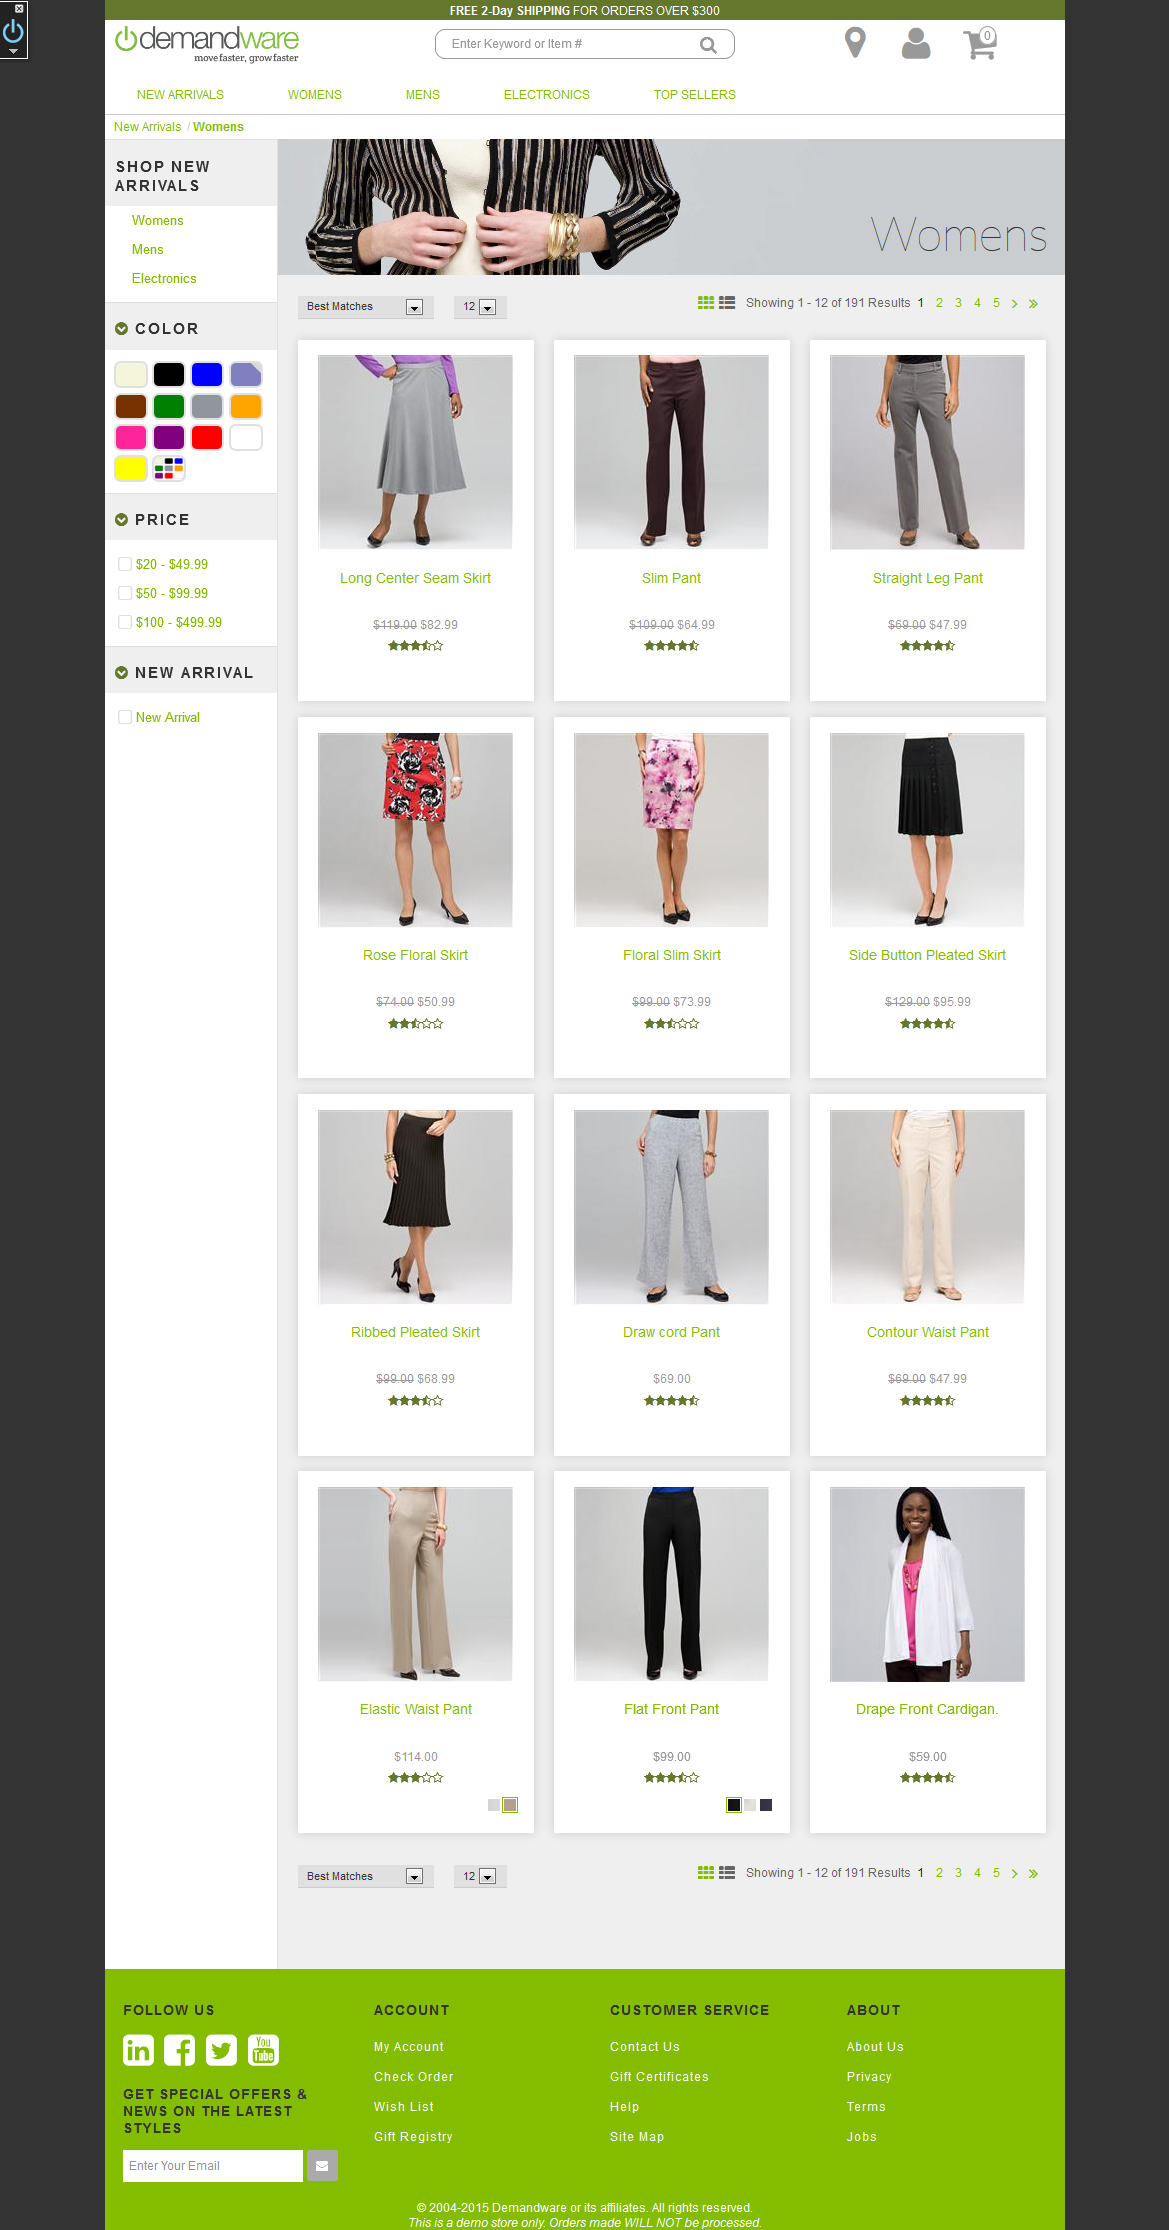 FREE 2-Day SHIPPING FOR ORDERS OVER $300
demandware
move faster, grow faster
Enter Keyword or Item #
0
NEW ARRIVALS WOMENS MENS ELECTRONICS TOP SELLERS
New Arrivals / Womens
SHOP NEW
ARRIVALS
Womens
Mens
Electronics
COLOR
PRICE
$20 - $49.99
$50 - $99.99
$100 - $499.99
NEW ARRIVAL
New Arrival
Womens
Best Matches 12 Showing 1 - 12 of 191 Results 1 2 3 4 5 > »
Long Center Seam Skirt
$119.00 $82.99
Slim Pant
$109.00 $64.99
Straight Leg Pant
$69.00 $47.99
Rose Floral Skirt
$74.00 $50.99
Floral Slim Skirt
$99.00 $73.99
Side Button Pleated Skirt
$129.00 $95.99
Ribbed Pleated Skirt
$99.00 $68.99
Draw cord Pant
$69.00
Contour Waist Pant
$69.00 $47.99
Elastic Waist Pant
$114.00
Flat Front Pant
$99.00
Drape Front Cardigan.
$59.00
Best Matches 12 Showing 1 - 12 of 191 Results 1 2 3 4 5 > »
FOLLOW US
in f You Tube
GET SPECIAL OFFERS &
NEWS ON THE LATEST
STYLES
Enter Your Email
ACCOUNT
My Account
Check Order
Wish List
Gift Registry
CUSTOMER SERVICE
Contact Us
Gift Certificates
Help
Site Map
ABOUT
About Us
Privacy
Terms
Jobs
© 2004-2015 Demandware or its affiliates. All rights reserved.
This is a demo store only. Orders made WILL NOT be processed.